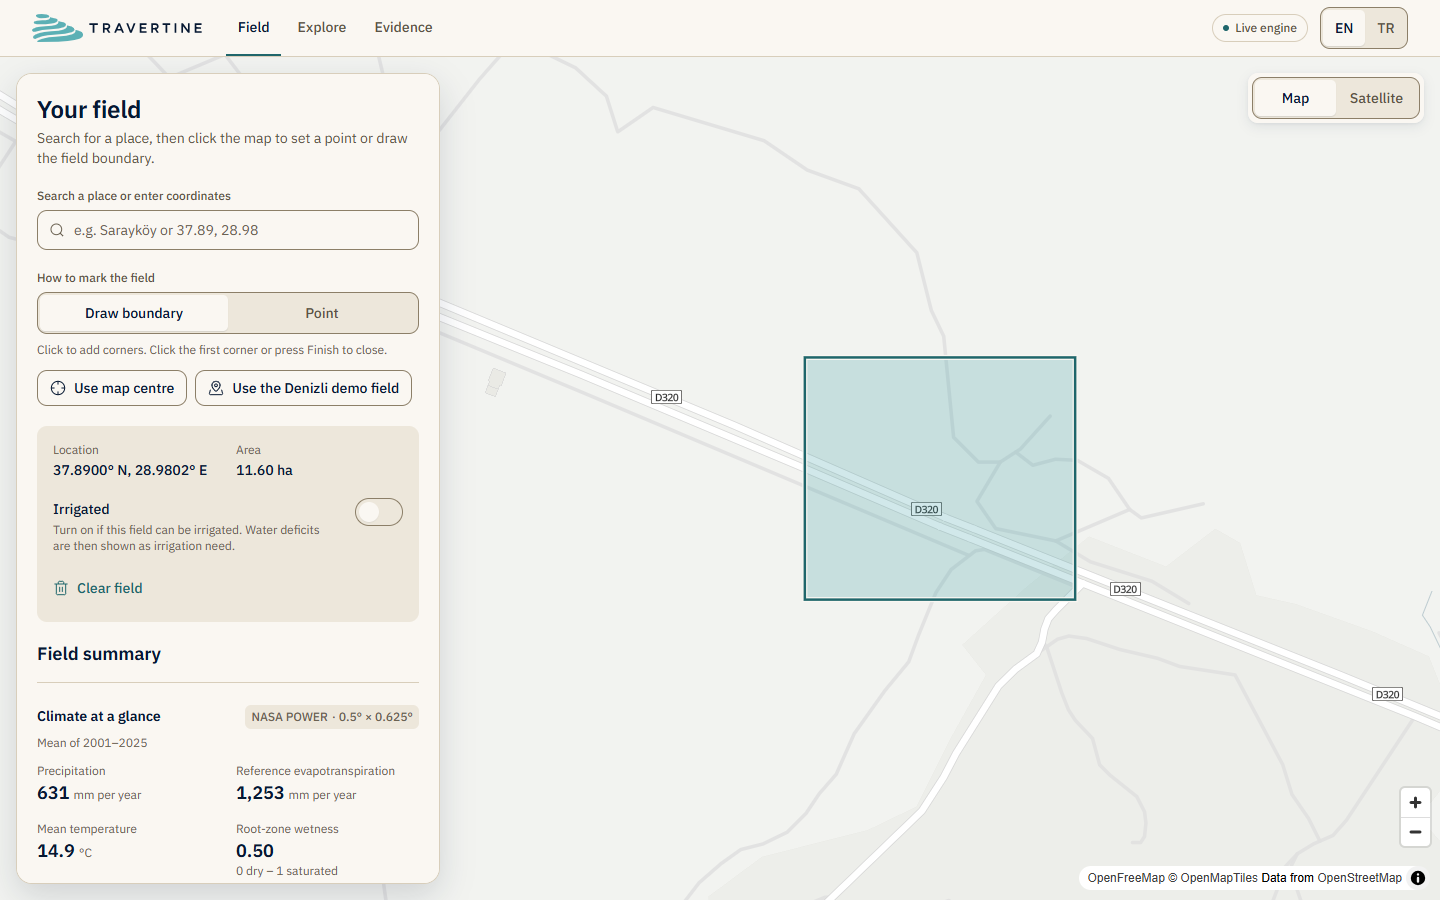 TRAVERTINE
Field
Explore
Evidence
Live engine
EN
TR
Your field
Search for a place, then click the map to set a point or draw
the field boundary.
Search a place or enter coordinates
e.g. Sarayköy or 37.89, 28.98
How to mark the field
Draw boundary
Point
Click to add corners. Click the first corner or press Finish to close.
Use map centre
Use the Denizli demo field
Location
Area
37.8900° N, 28.9802° E
11.60 ha
Irrigated
Turn on if this field can be irrigated. Water deficits
are then shown as irrigation need.
Clear field
Field summary
Climate at a glance
NASA POWER · 0.5° × 0.625°
Mean of 2001–2025
Precipitation
Reference evapotranspiration
631 mm per year
1,253 mm per year
Mean temperature
Root-zone wetness
14.9 °C
0.50
0 dry – 1 saturated
Map
Satellite
D320
D320
D320
D320
+
−
OpenFreeMap © OpenMapTiles Data from OpenStreetMap